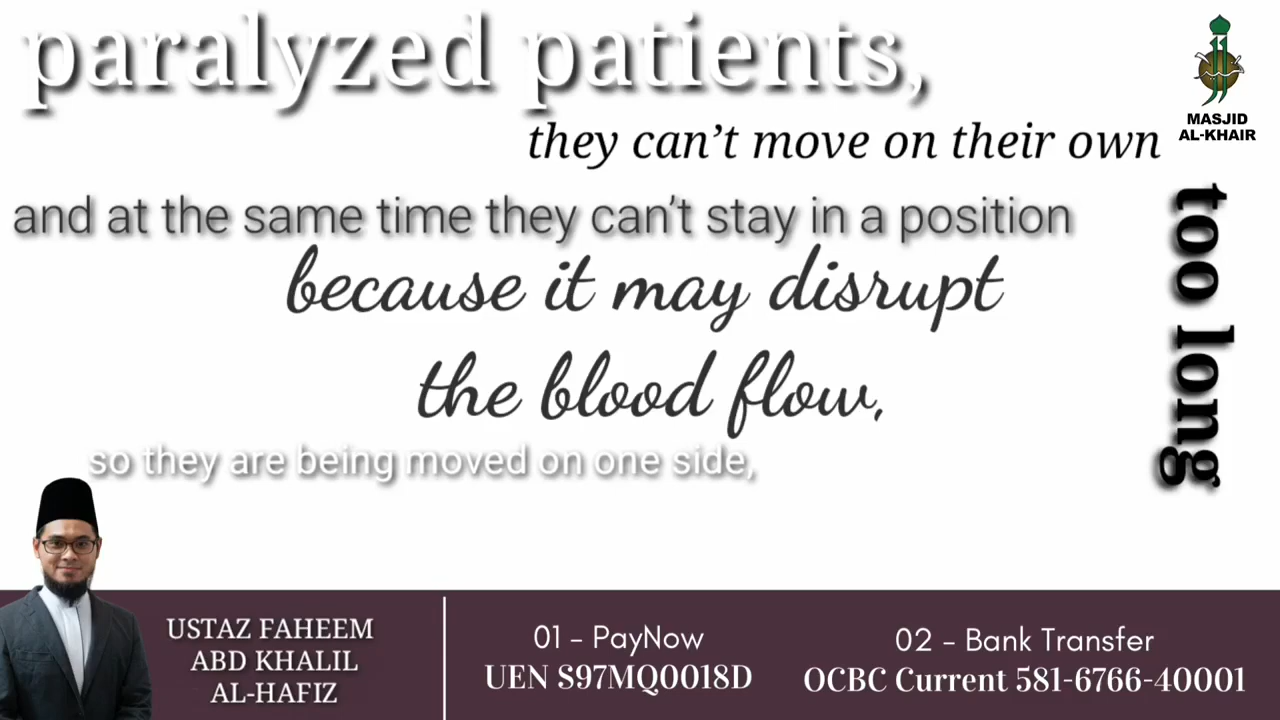 paralyzed patients,
they can't move on their own
and at the same time they can't stay in a position
too long
because it may disrupt
the blood flow,
so they are being moved on one side,
MASJID
AL-KHAIR
USTAZ FAHEEM
ABD KHALIL
AL-HAFIZ
01 - PayNow
UEN S97MQ0018D
02 - Bank Transfer
OCBC Current 581-6766-40001